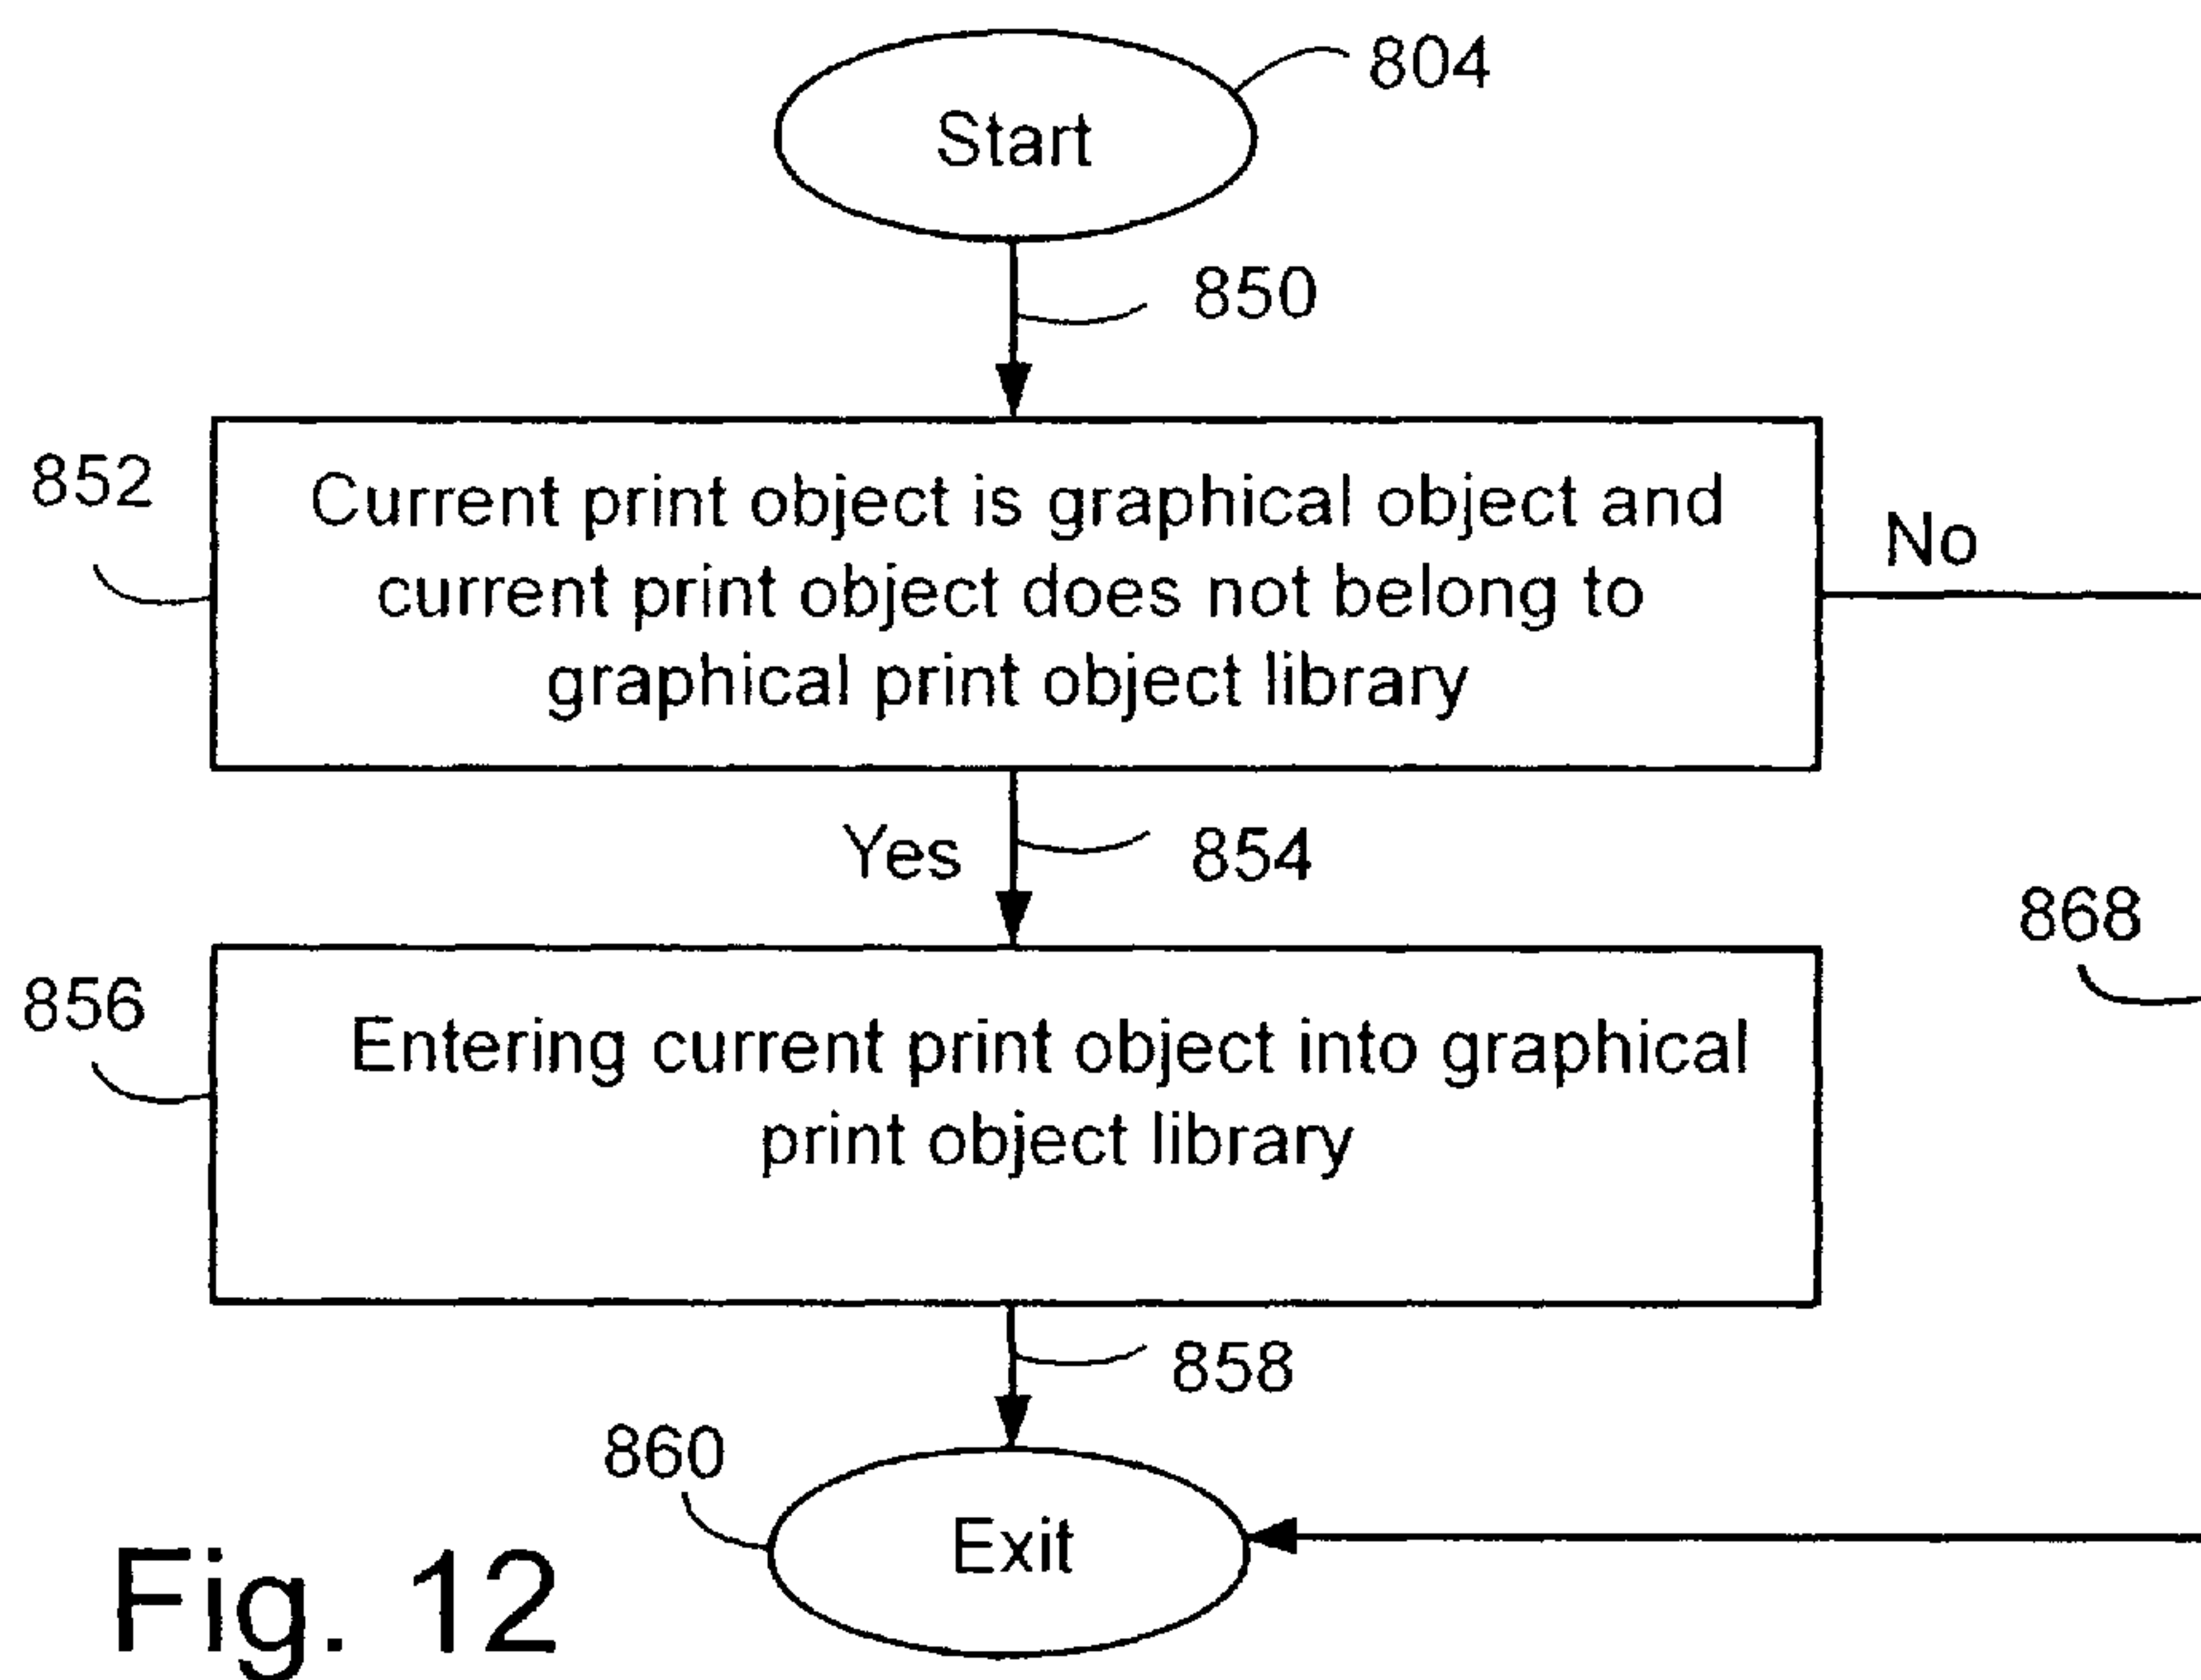 Start
804
850
852
Current print object is graphical object and
current print object does not belong to
graphical print object library
No
Yes
854
868
856
Entering current print object into graphical
print object library
858
860
Exit
Fig. 12